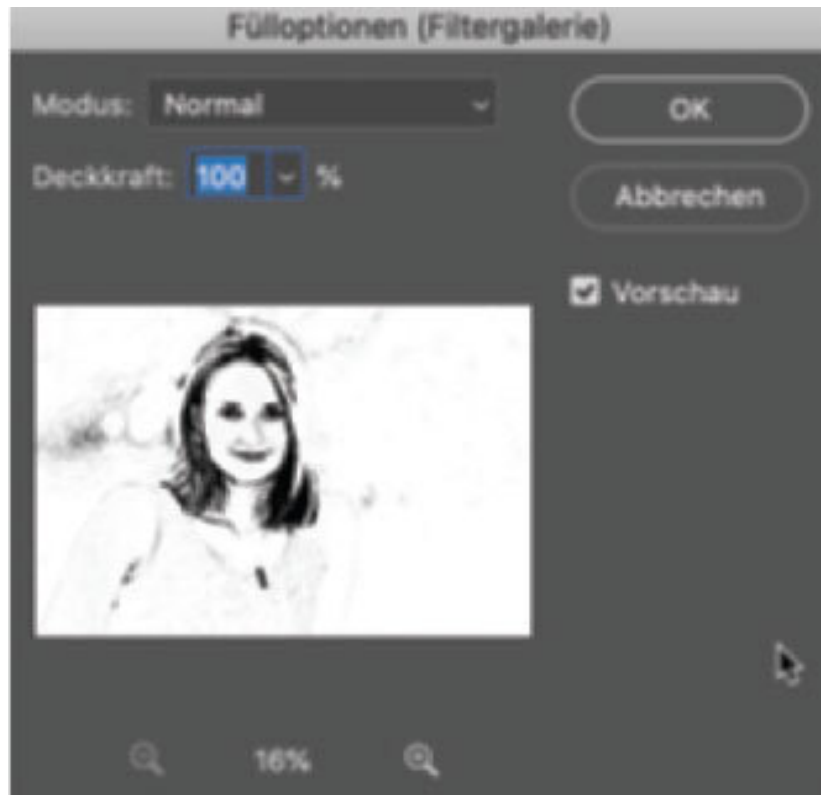 Fülloptionen (Filtergalerie)
Modus: Normal
OK
Deckkraft: 100 %
Abbrechen
Vorschau
16%